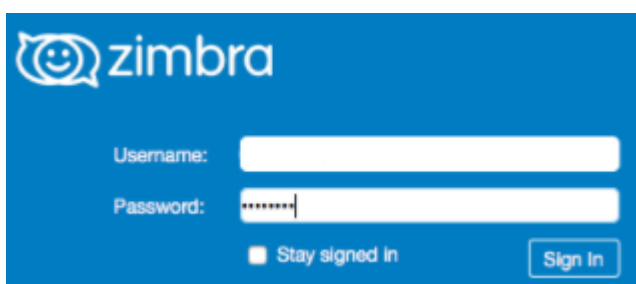 zimbra
Username:
Password: ••••••••
Stay signed in
Sign In